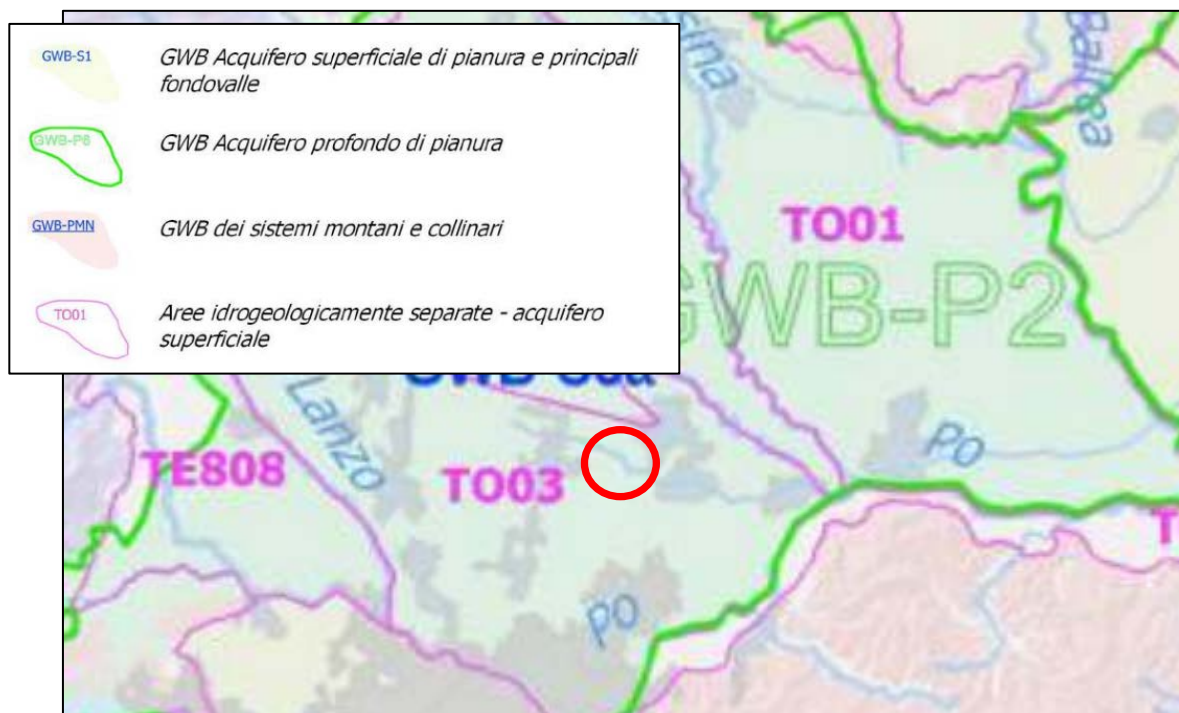 GWB-S1
GWB Acquifero superficiale di pianura e principali
fondovalle
GWB-P6
GWB Acquifero profondo di pianura
GWB-PMN
GWB dei sistemi montani e collinari
TO01
Aree idrogeologicamente separate - acquifero
superficiale
TO01
GWB-P2
Lanzo
TE808
TO03
Po
Po